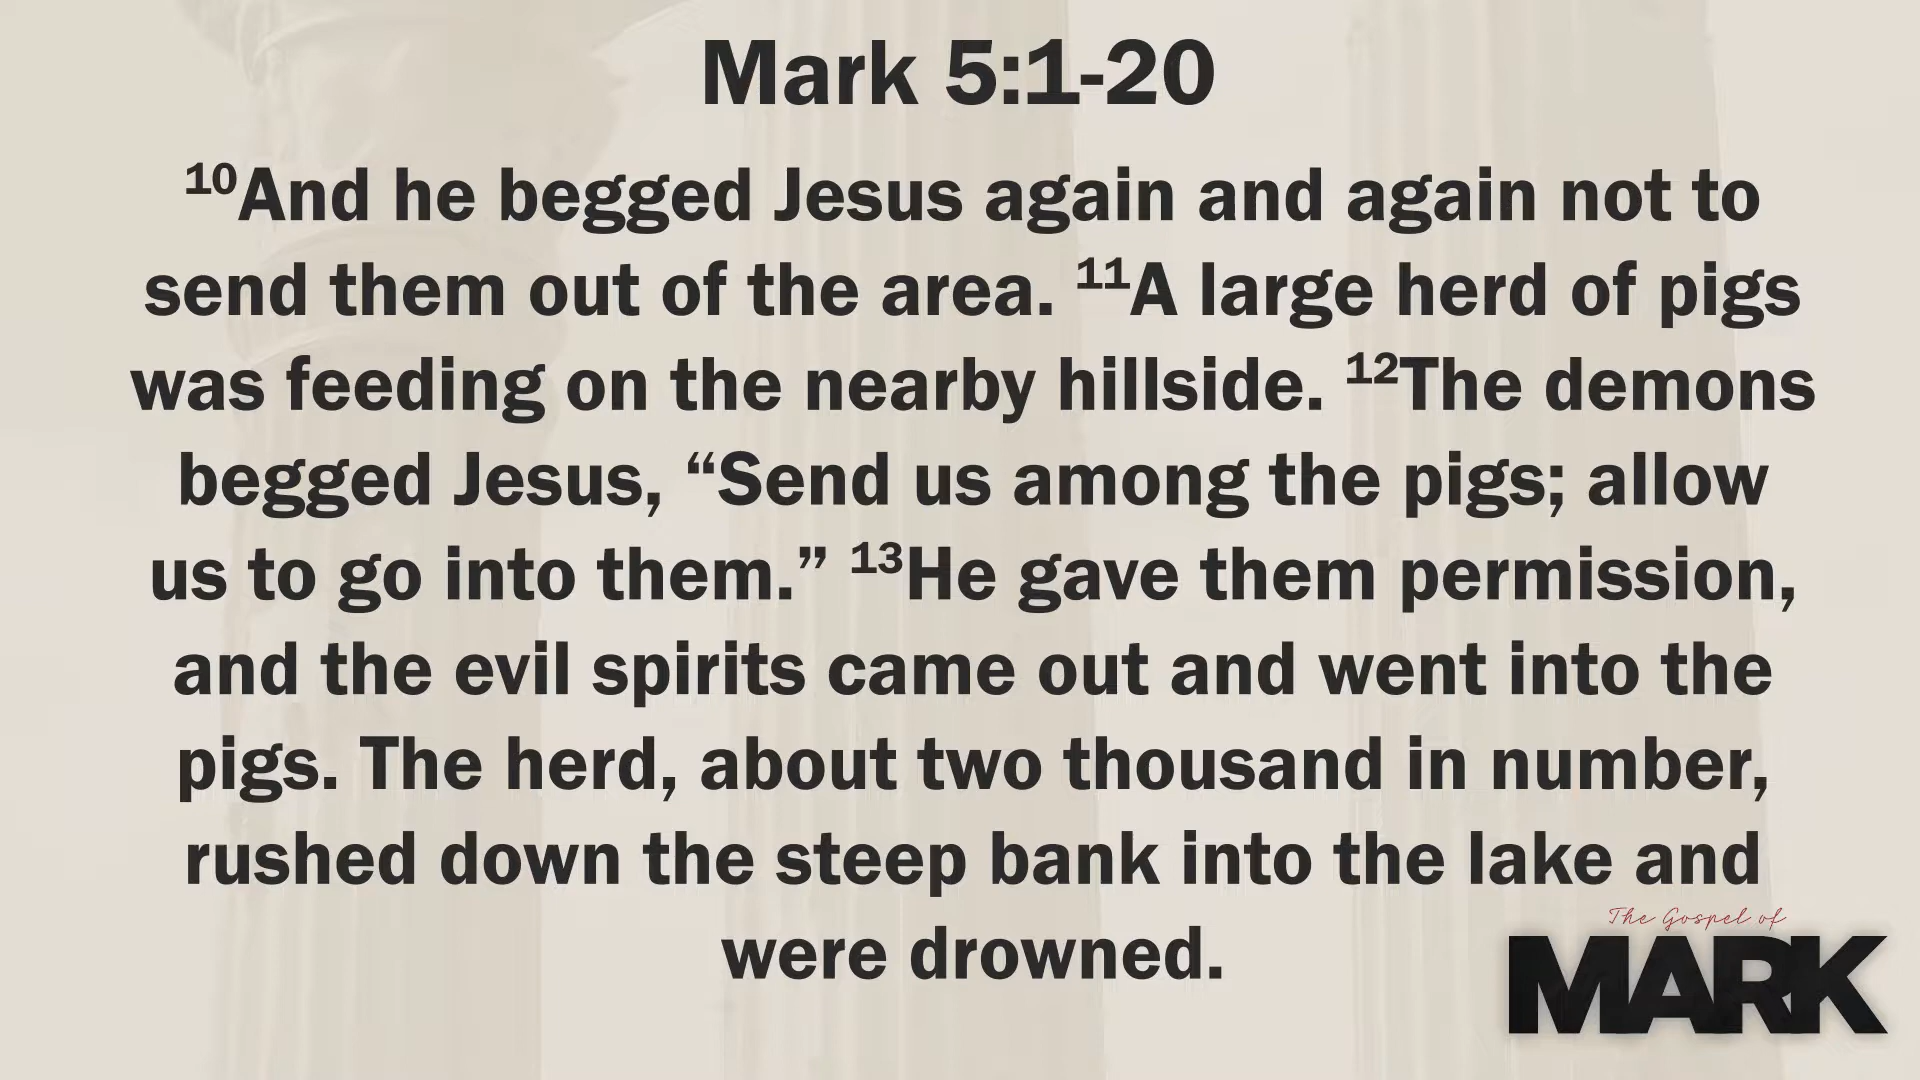 Mark 5:1-20
¹⁰And he begged Jesus again and again not to
send them out of the area. ¹¹A large herd of pigs
was feeding on the nearby hillside. ¹²The demons
begged Jesus, “Send us among the pigs; allow
us to go into them.” ¹³He gave them permission,
and the evil spirits came out and went into the
pigs. The herd, about two thousand in number,
rushed down the steep bank into the lake and
were drowned.
The Gospel of
MARK